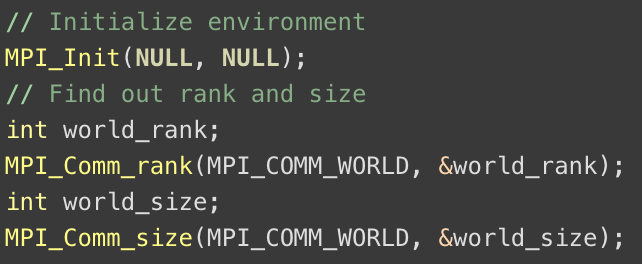 // Initialize environment
MPI_Init(NULL, NULL);
// Find out rank and size
int world_rank;
MPI_Comm_rank(MPI_COMM_WORLD, &world_rank);
int world_size;
MPI_Comm_size(MPI_COMM_WORLD, &world_size);